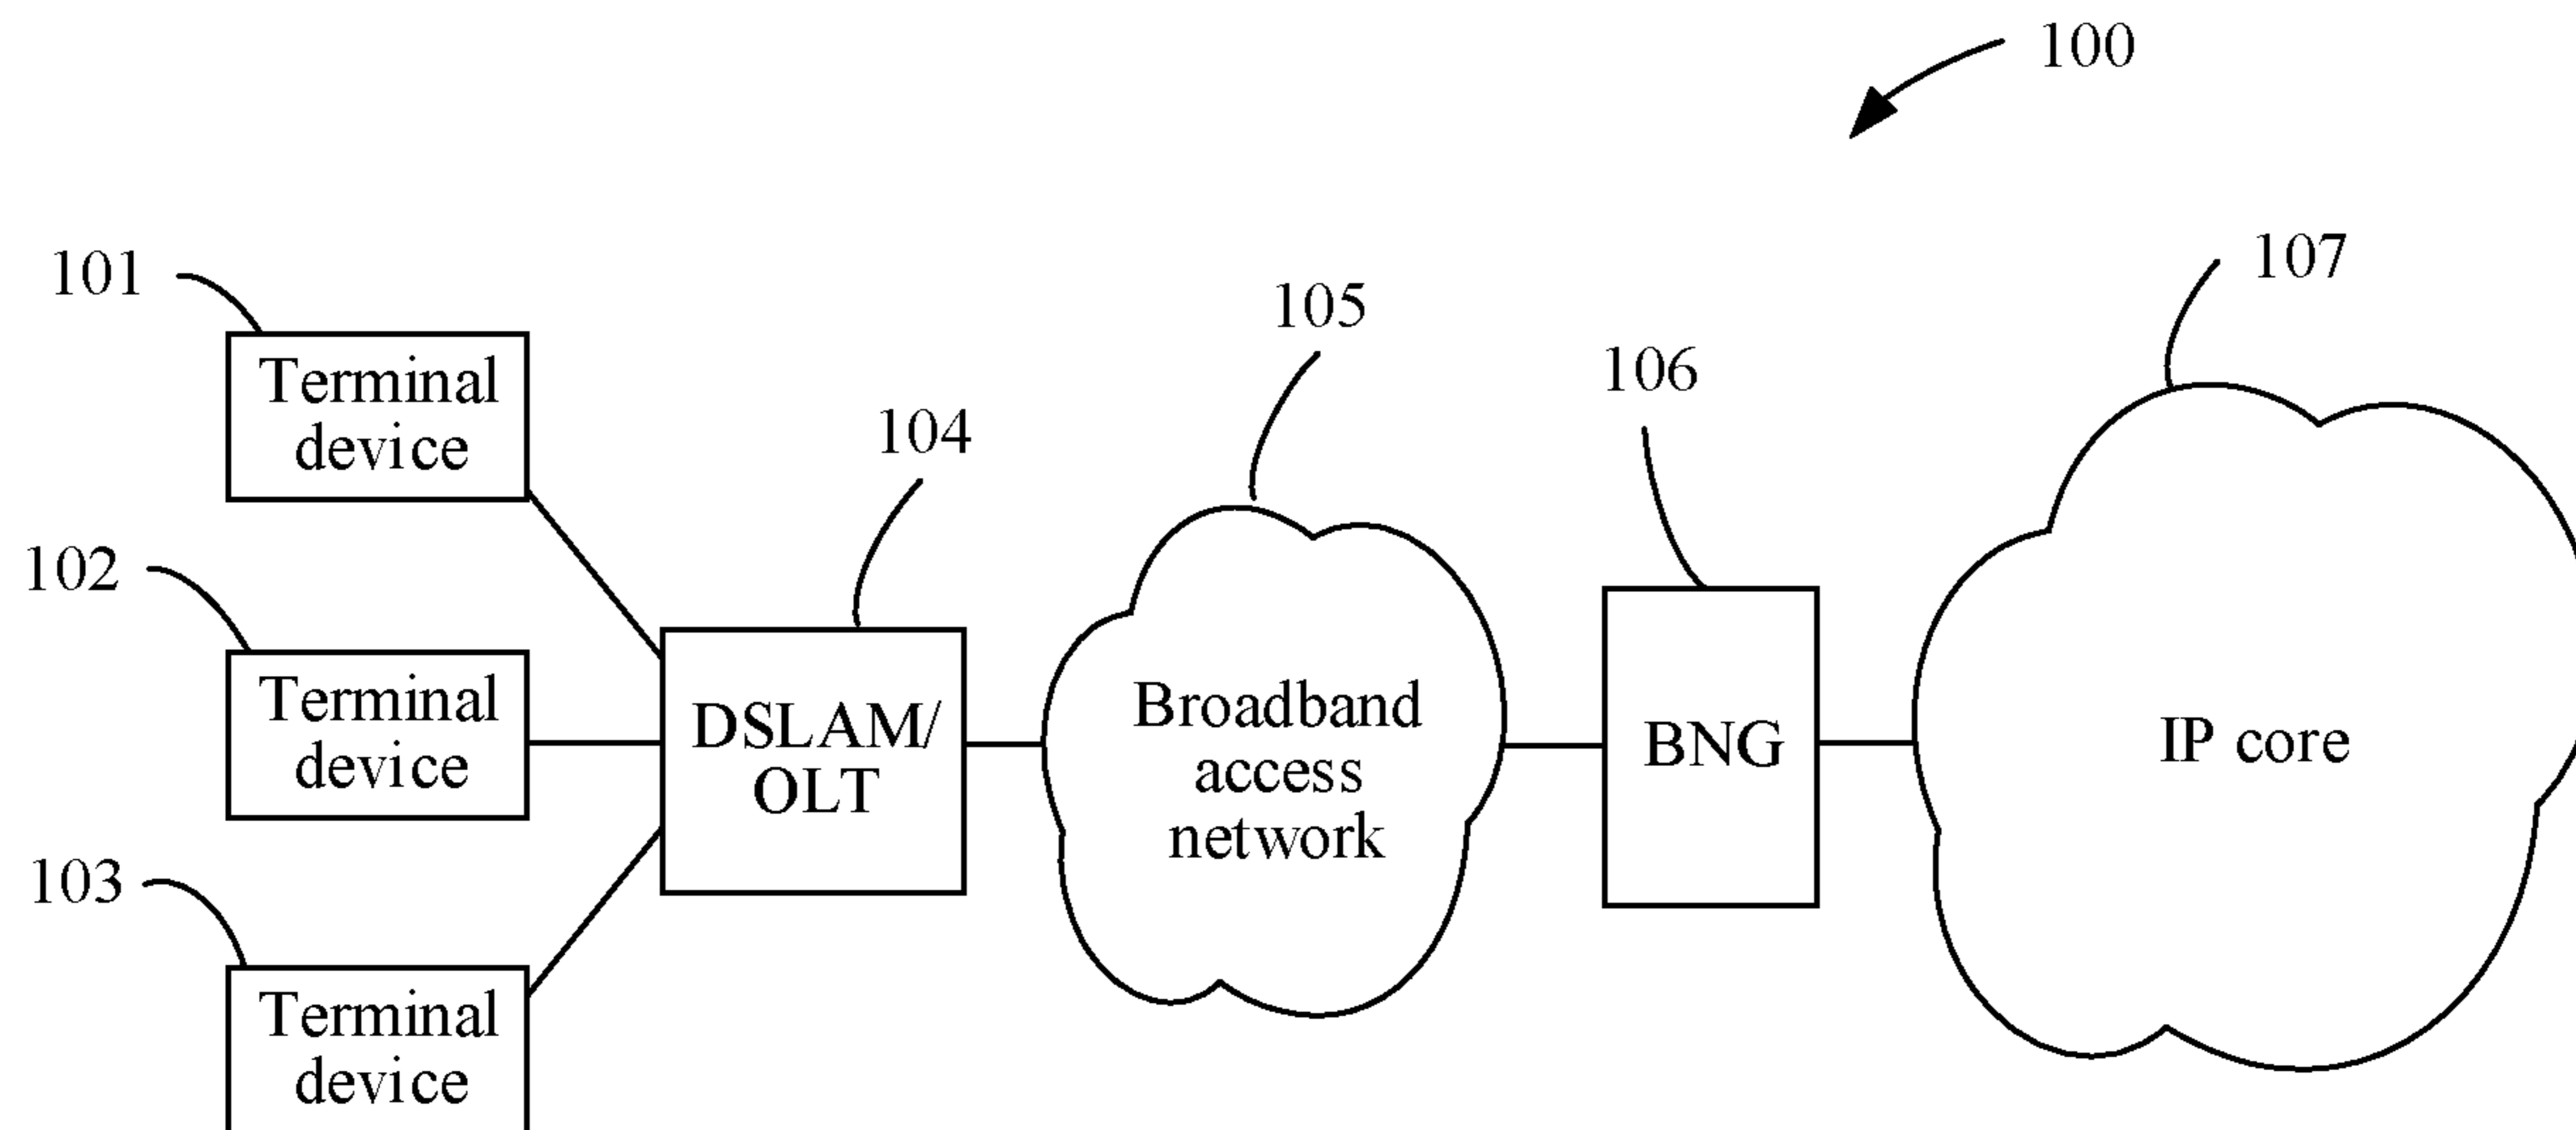 100
101
107
105
106
Terminal
device
104
102
Terminal
device
DSLAM/
OLT
Broadband
access
network
BNG
IP core
103
Terminal
device